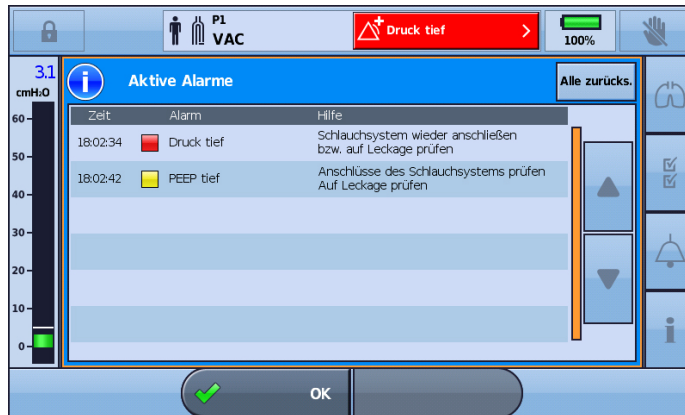 P1
VAC
Druck tief
100%
3.1
cmH₂O
Aktive Alarme
Alle zurücks.
Zeit Alarm Hilfe
18:02:34 Druck tief Schlauchsystem wieder anschließen
bzw. auf Leckage prüfen
18:02:42 PEEP tief Anschlüsse des Schlauchsystems prüfen
Auf Leckage prüfen
60
50
40
30
20
10
0
OK